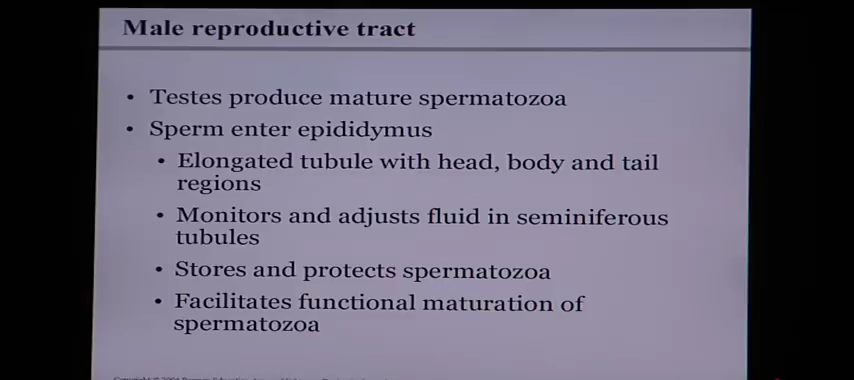 Male reproductive tract
• Testes produce mature spermatozoa
• Sperm enter epididymus
• Elongated tubule with head, body and tail
regions
• Monitors and adjusts fluid in seminiferous
tubules
• Stores and protects spermatozoa
• Facilitates functional maturation of
spermatozoa